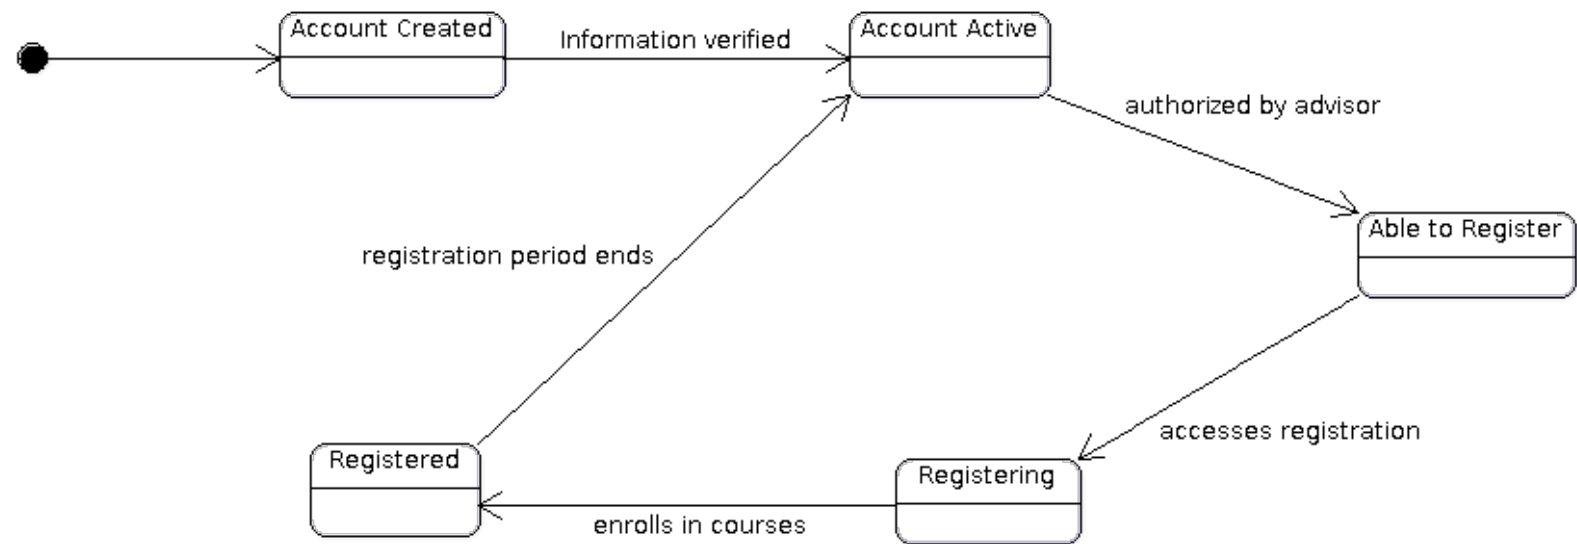 Account Created
Information verified
Account Active
authorized by advisor
Able to Register
registration period ends
accesses registration
Registered
Registering
enrolls in courses